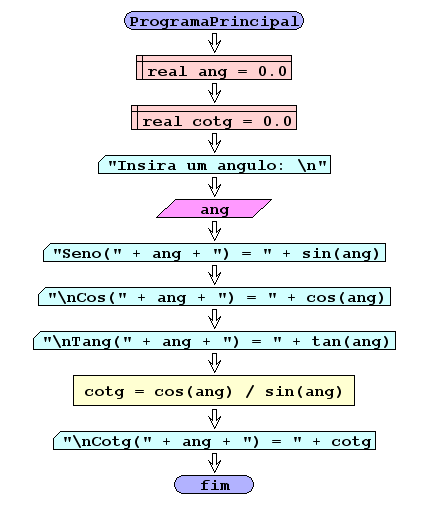 ProgramaPrincipal
real ang = 0.0
real cotg = 0.0
"Insira um angulo: \n"
ang
"Seno(" + ang + ") = " + sin(ang)
"\nCos(" + ang + ") = " + cos(ang)
"\nTang(" + ang + ") = " + tan(ang)
cotg = cos(ang) / sin(ang)
"\nCotg(" + ang + ") = " + cotg
fim